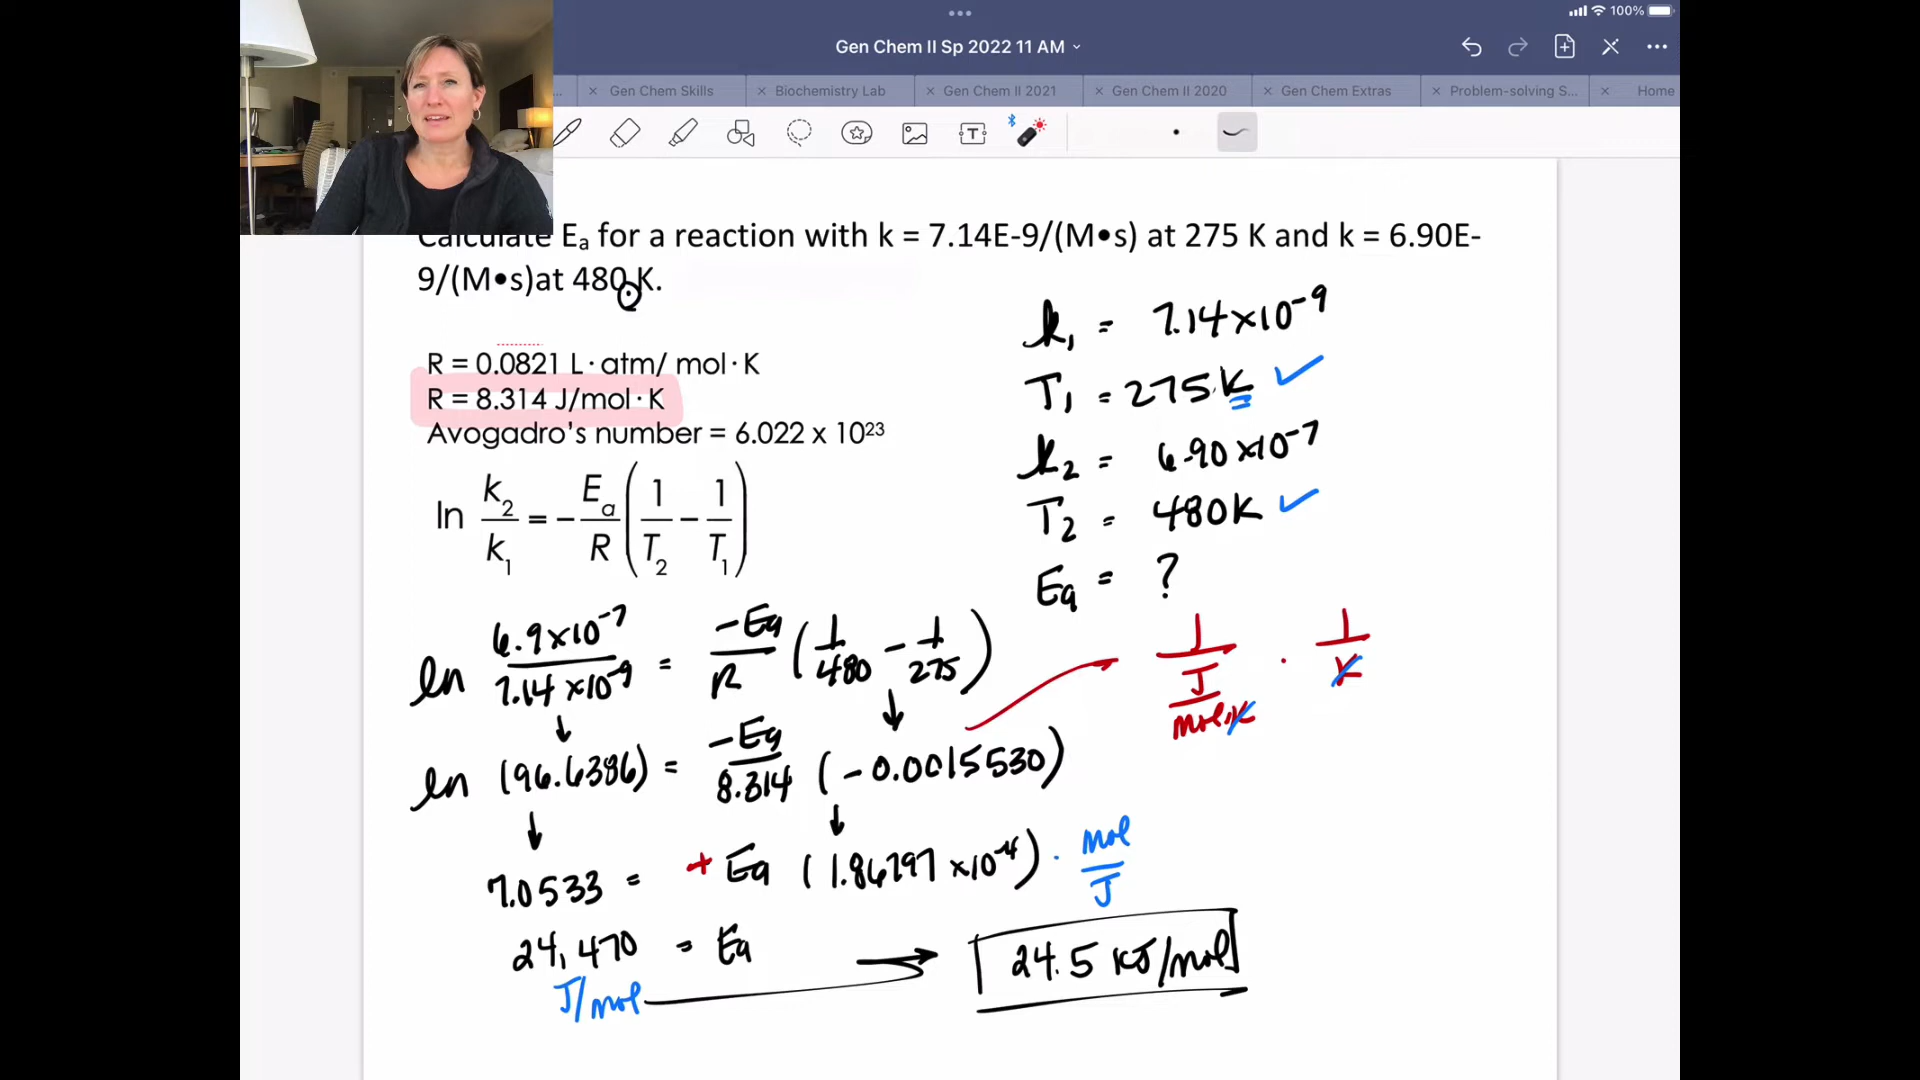 100%
Gen Chem II Sp 2022 11 AM
... × Gen Chem Skills × Biochemistry Lab × Gen Chem II 2021 × Gen Chem II 2020 × Gen Chem Extras × Problem-solving S... × Home
T
Calculate Eₐ for a reaction with k = 7.14E-9/(M•s) at 275 K and k = 6.90E-
9/(M•s)at 480 K.
R = 0.0821 L · atm/ mol · K
R = 8.314 J/mol · K
Avogadro's number = 6.022 x 10²³
ln k₂/k₁ = - Eₐ/R (1/T₂ - 1/T₁)
k₁ = 7.14×10⁻⁹
T₁ = 275 K ✓
k₂ = 6.90×10⁻⁷
T₂ = 480K ✓
Ea = ?
ln 6.9×10⁻⁷/7.14×10⁻⁹ = -Ea/R (1/480 - 1/275)
1/(J/mol·K) · 1/K
ln (96.6386) = -Ea/8.314 (-0.0015530)
7.0533 = + Ea (1.86797×10⁻⁴) · mol/J
24,470 = Ea → 24.5 kJ/mol
J/mol